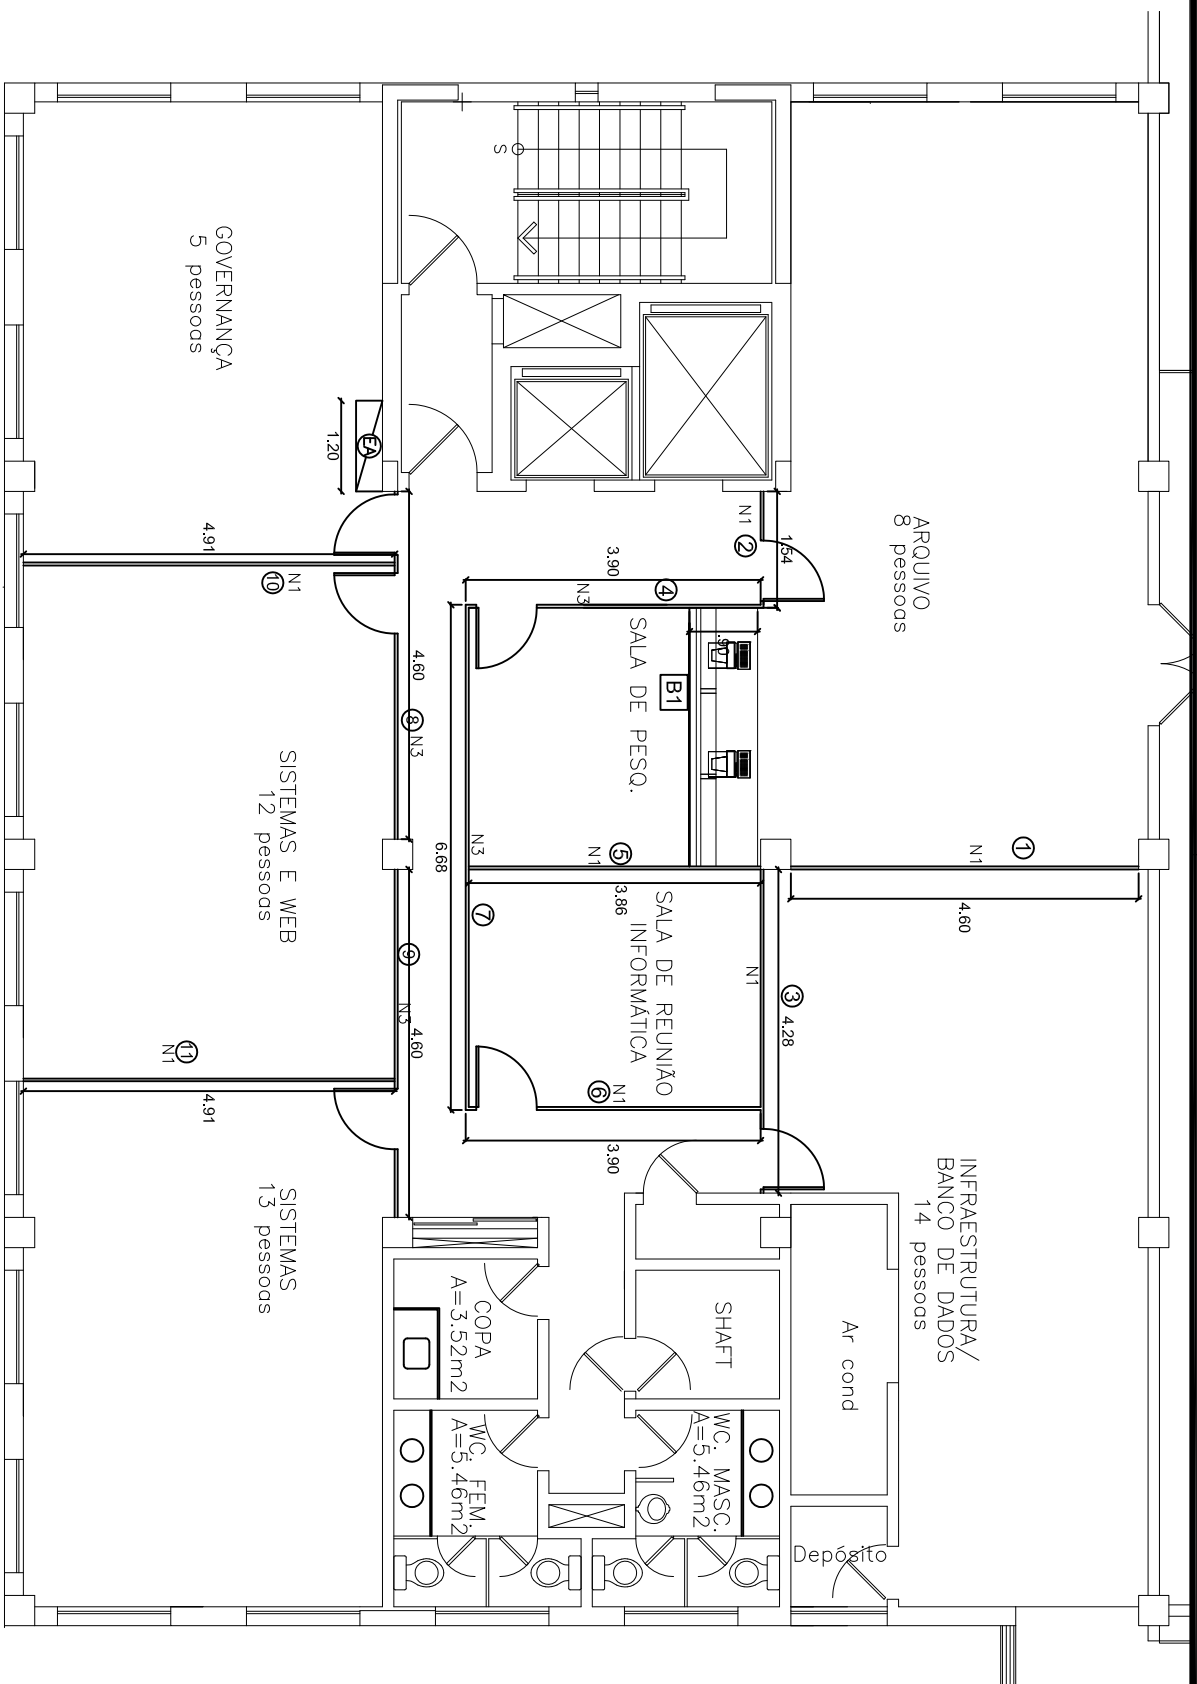 GOVERNANÇA
5 pessoas
S
EA
1.20
4.91
10
N1
ARQUIVO
8 pessoas
N1
2
1.54
3.90
4
N3
.90
SALA DE PESQ.
B1
4.60
8
N3
6.68
N3
5
N1
3.86
1
N1
4.60
SISTEMAS E WEB
12 pessoas
SALA DE REUNIÃO
INFORMÁTICA
7
N1
3
4.28
9
N3
4.60
11
N1
4.91
6
N1
3.90
SISTEMAS
13 pessoas
INFRAESTRUTURA/
BANCO DE DADOS
14 pessoas
COPA
A=3.52m2
SHAFT
Ar cond
WC. FEM.
A=5.46m2
WC. MASC.
A=5.46m2
Depósito